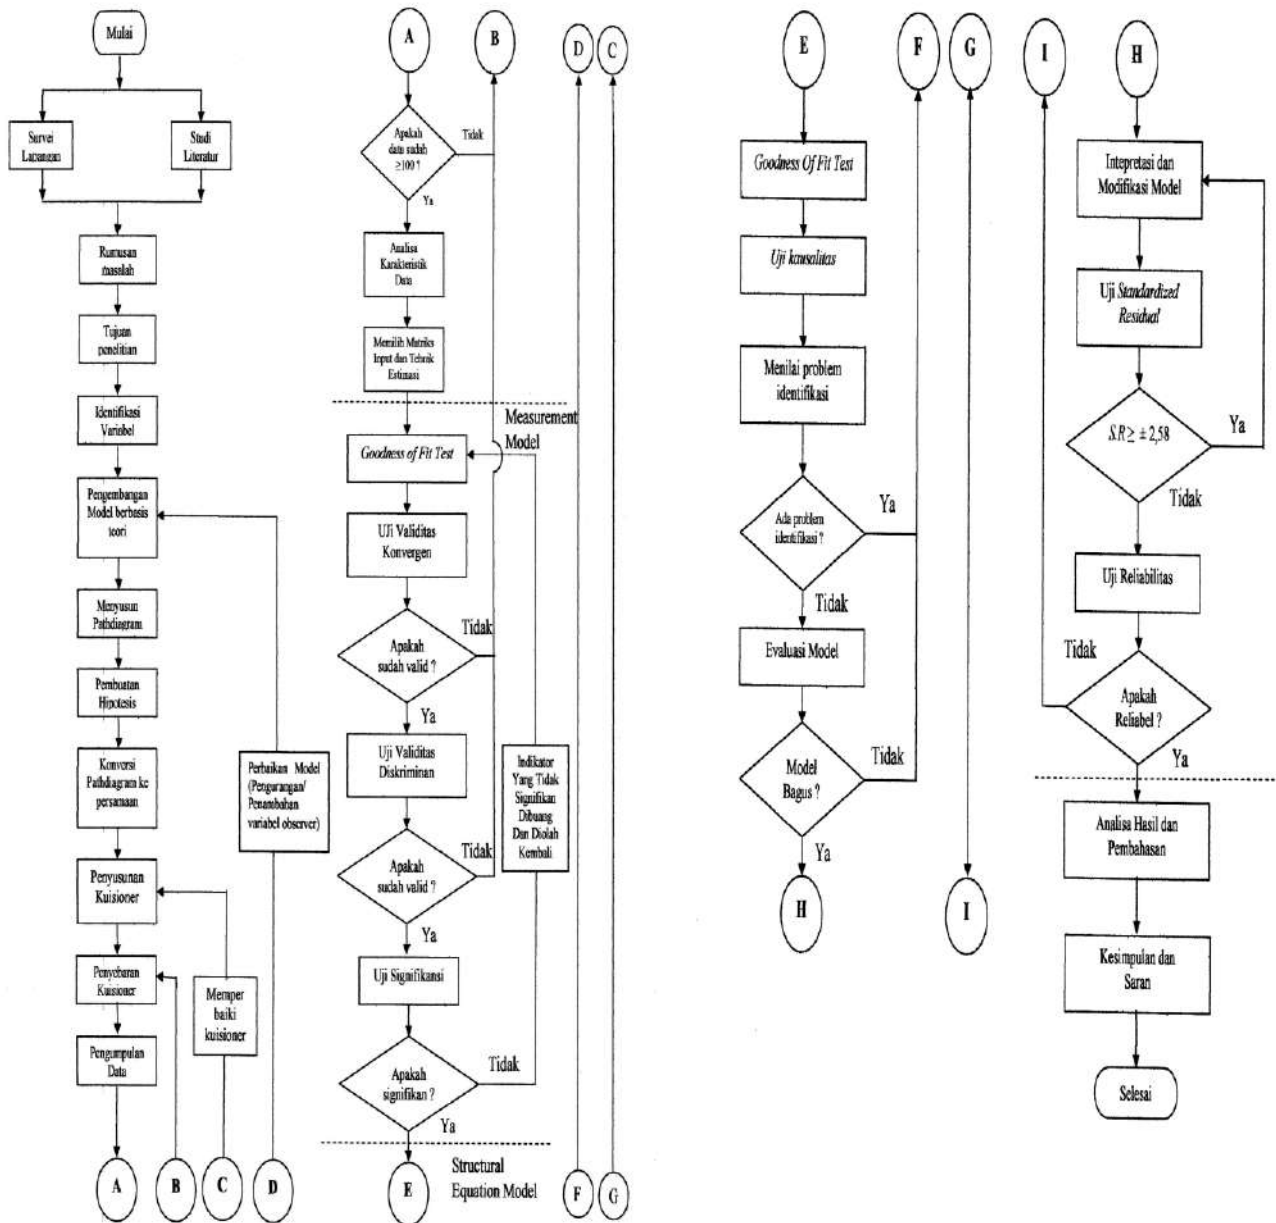 Mulai
Survei
Lapangan
Studi
Literatur
Rumusan
masalah
Tujuan
penelitian
Identifikasi
Variabel
Pengembangan
Model berbasis
teori
Menyusun
Pathdiagram
Pembuatan
Hipotesis
Konversi
Pathdiagram ke
persamaan
Penyusunan
Kuisioner
Penyebaran
Kuisioner
Pengumpulan
Data
Perbaikan Model
(Pengurangan/
Penambahan
variabel observer)
Memper
baiki
kuisioner
A
B
C
D
A
B
D
C
Apakah
data sudah
≥100 ?
Tidak
Ya
Analisa
Karakteristik
Data
Memilih Matriks
Input dan Tehnik
Estimasi
Measurement
Model
Goodness of Fit Test
UJi Validitas
Konvergen
Apakah
sudah valid ?
Tidak
Ya
Uji Validitas
Diskriminan
Apakah
sudah valid ?
Tidak
Ya
Indikator
Yang Tidak
Signifikan
Dibuang
Dan Diolah
Kembali
Uji Signifikansi
Apakah
signifikan ?
Tidak
Ya
Structural
Equation Model
E
F
G
E
F
G
Goodness Of Fit Test
Uji kausalitas
Menilai problem
identifikasi
Ada problem
identifikasi ?
Ya
Tidak
Evaluasi Model
Model
Bagus ?
Tidak
Ya
H
I
I
H
Intepretasi dan
Modifikasi Model
Uji Standardized
Residual
S.R ≥ ± 2,58
Ya
Tidak
Uji Reliabilitas
Tidak
Apakah
Reliabel ?
Ya
Analisa Hasil dan
Pembahasan
Kesimpulan dan
Saran
Selesai